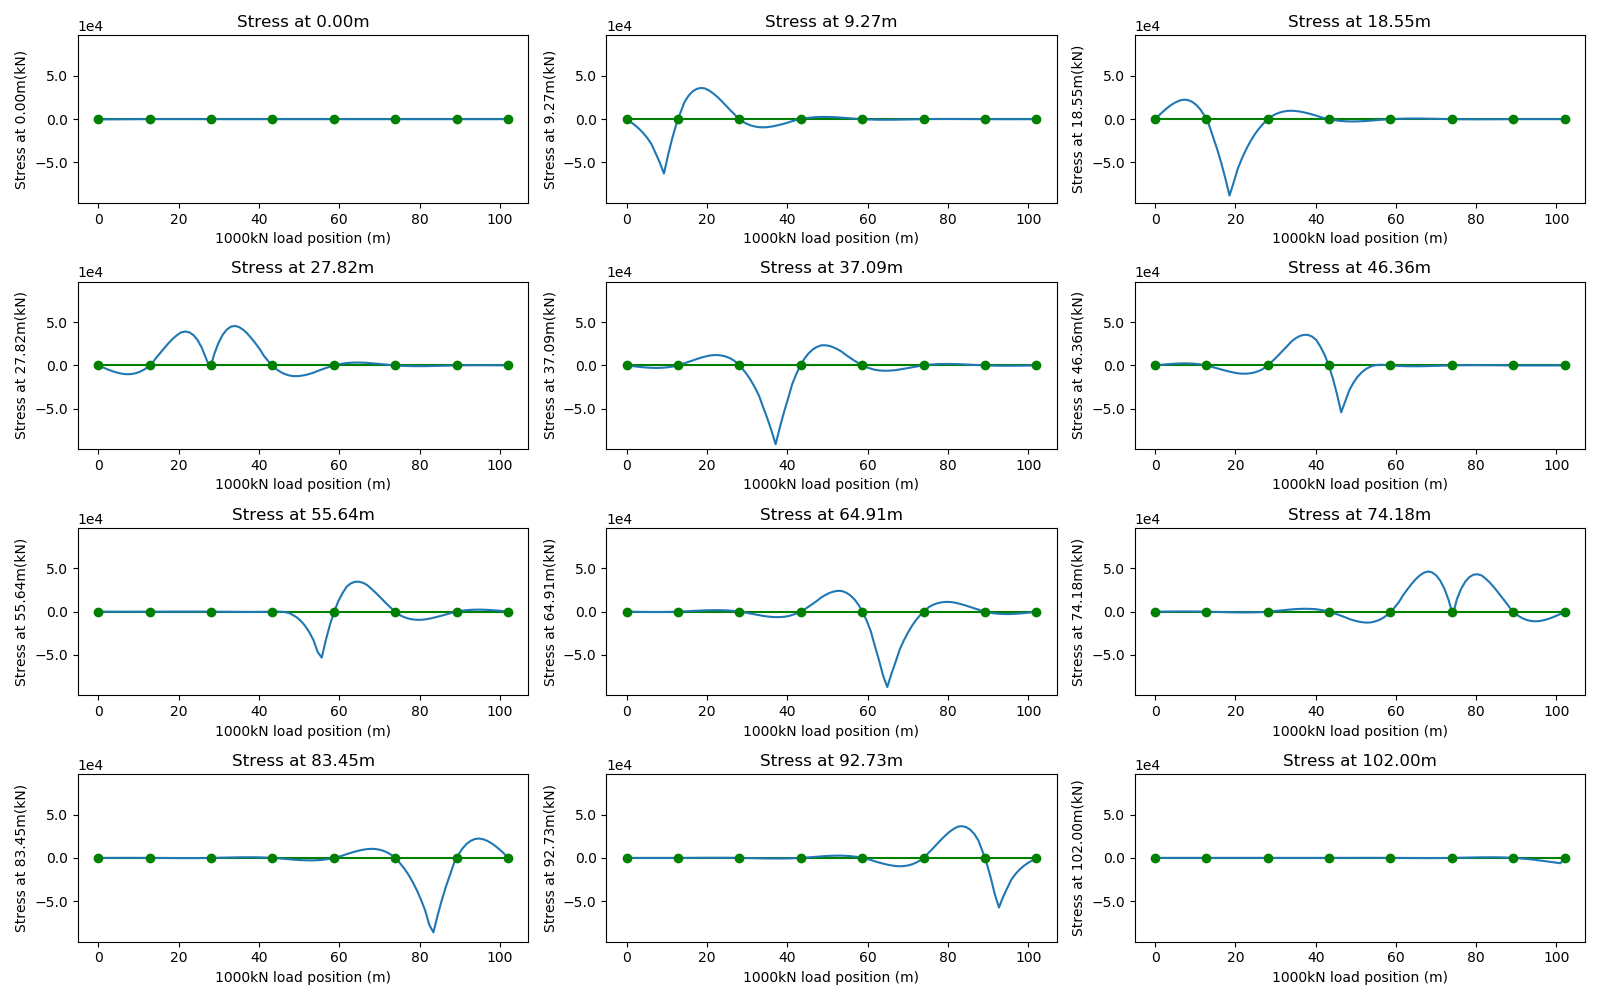 Stress at 0.00m
1e4
Stress at 0.00m(kN)
5.0
0.0
−5.0
0 20 40 60 80 100
1000kN load position (m)
Stress at 9.27m
1e4
Stress at 9.27m(kN)
5.0
0.0
−5.0
0 20 40 60 80 100
1000kN load position (m)
Stress at 18.55m
1e4
Stress at 18.55m(kN)
5.0
0.0
−5.0
0 20 40 60 80 100
1000kN load position (m)
Stress at 27.82m
1e4
Stress at 27.82m(kN)
5.0
0.0
−5.0
0 20 40 60 80 100
1000kN load position (m)
Stress at 37.09m
1e4
Stress at 37.09m(kN)
5.0
0.0
−5.0
0 20 40 60 80 100
1000kN load position (m)
Stress at 46.36m
1e4
Stress at 46.36m(kN)
5.0
0.0
−5.0
0 20 40 60 80 100
1000kN load position (m)
Stress at 55.64m
1e4
Stress at 55.64m(kN)
5.0
0.0
−5.0
0 20 40 60 80 100
1000kN load position (m)
Stress at 64.91m
1e4
Stress at 64.91m(kN)
5.0
0.0
−5.0
0 20 40 60 80 100
1000kN load position (m)
Stress at 74.18m
1e4
Stress at 74.18m(kN)
5.0
0.0
−5.0
0 20 40 60 80 100
1000kN load position (m)
Stress at 83.45m
1e4
Stress at 83.45m(kN)
5.0
0.0
−5.0
0 20 40 60 80 100
1000kN load position (m)
Stress at 92.73m
1e4
Stress at 92.73m(kN)
5.0
0.0
−5.0
0 20 40 60 80 100
1000kN load position (m)
Stress at 102.00m
1e4
Stress at 102.00m(kN)
5.0
0.0
−5.0
0 20 40 60 80 100
1000kN load position (m)